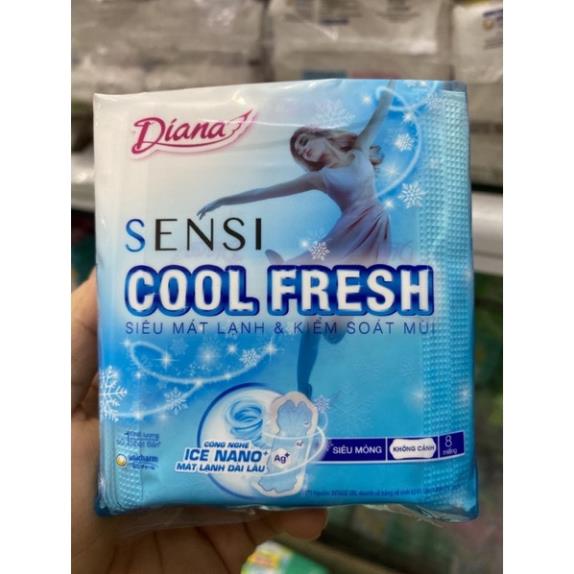 Diana
SENSI
COOL FRESH
SIÊU MÁT LẠNH & KIỂM SOÁT MÙI
CÔNG NGHỆ
ICE NANO+
MÁT LẠNH DÀI LÂU
Ag+
SIÊU MỎNG
KHÔNG CÁNH
8
miếng
unicharm